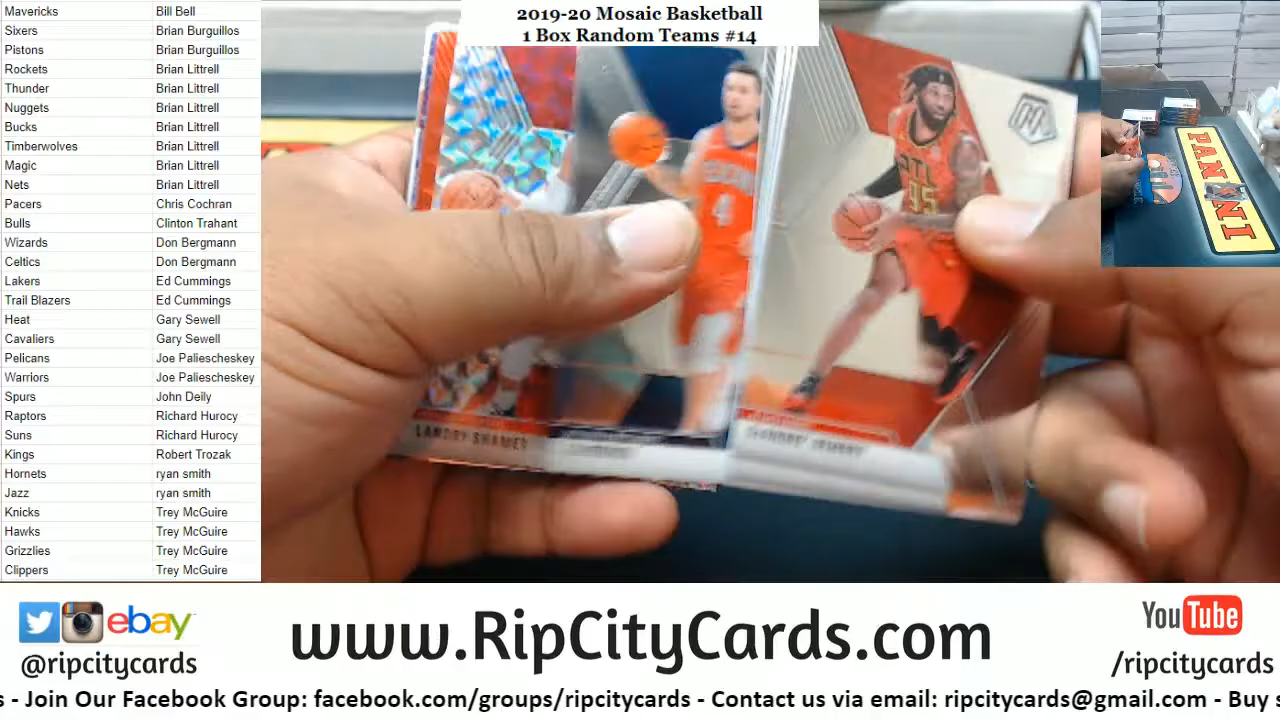 2019-20 Mosaic Basketball
1 Box Random Teams #14
Mavericks Bill Bell
Sixers Brian Burguillos
Pistons Brian Burguillos
Rockets Brian Littrell
Thunder Brian Littrell
Nuggets Brian Littrell
Bucks Brian Littrell
Timberwolves Brian Littrell
Magic Brian Littrell
Nets Brian Littrell
Pacers Chris Cochran
Bulls Clinton Trahant
Wizards Don Bergmann
Celtics Don Bergmann
Lakers Ed Cummings
Trail Blazers Ed Cummings
Heat Gary Sewell
Cavaliers Gary Sewell
Pelicans Joe Paliescheskey
Warriors Joe Paliescheskey
Spurs John Deily
Raptors Richard Hurocy
Suns Richard Hurocy
Kings Robert Trozak
Hornets ryan smith
Jazz ryan smith
Knicks Trey McGuire
Hawks Trey McGuire
Grizzlies Trey McGuire
Clippers Trey McGuire
LANDRY SHAMET
4
ATL
95
PANINI
ebay
@ripcitycards
www.RipCityCards.com
YouTube
/ripcitycards
s - Join Our Facebook Group: facebook.com/groups/ripcitycards - Contact us via email: ripcitycards@gmail.com - Buy s